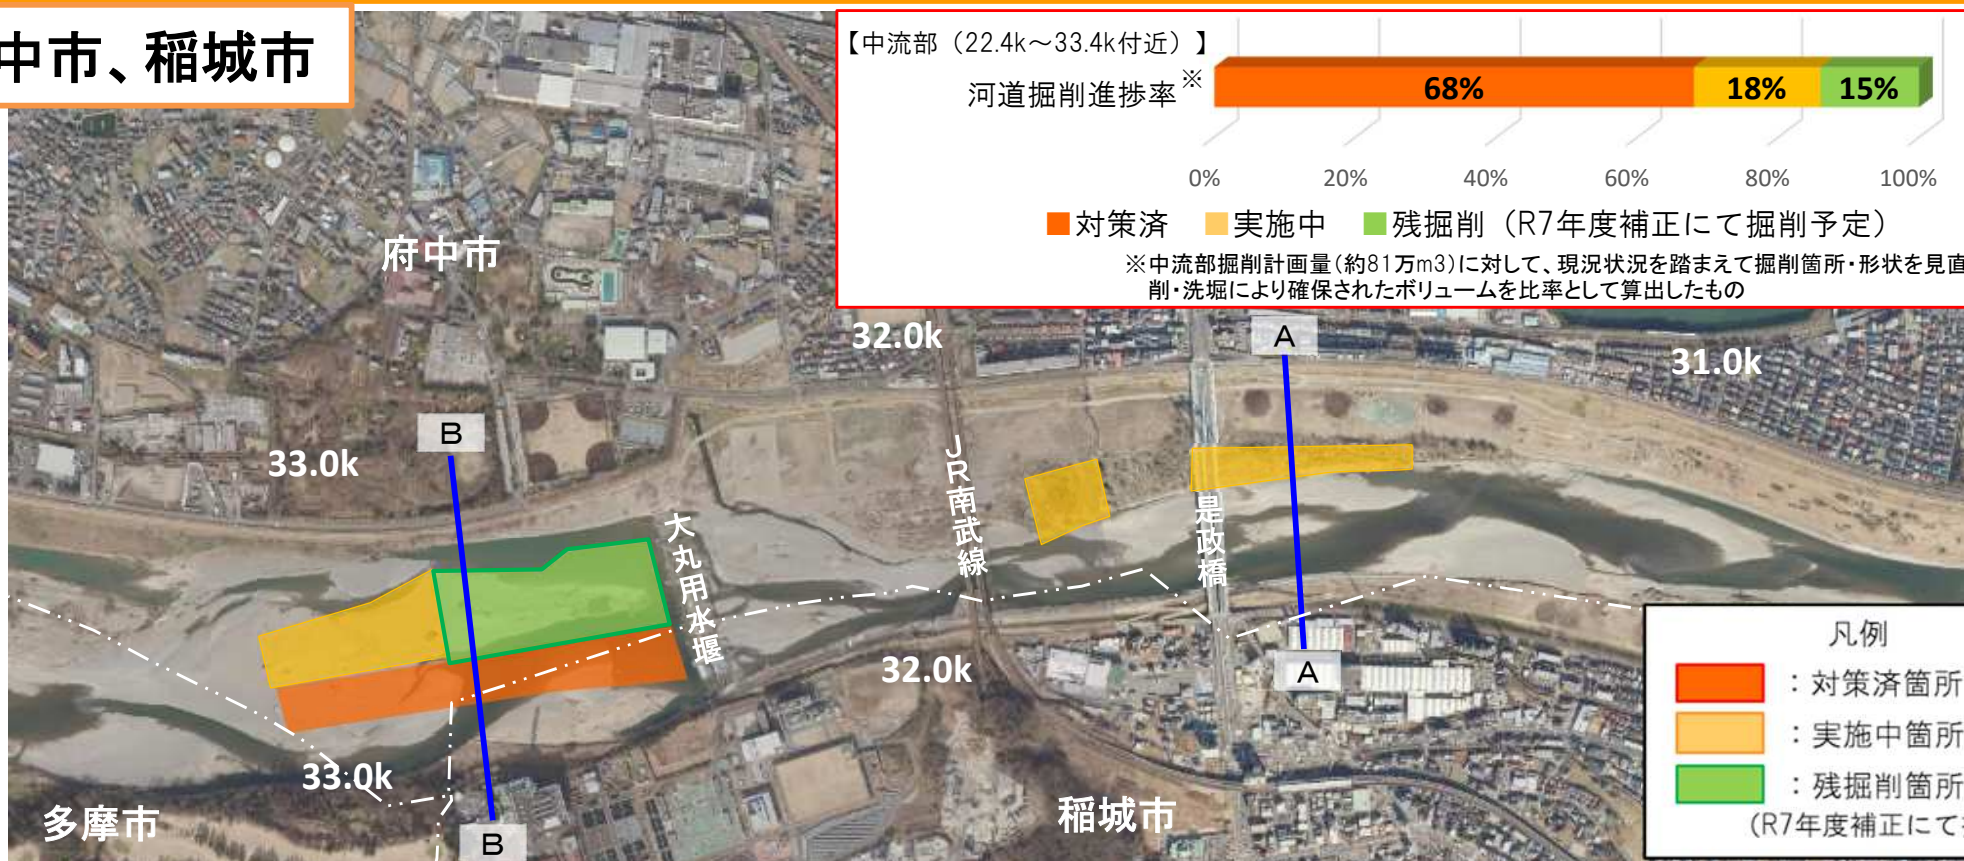 中市、稲城市
【中流部（22.4k～33.4k付近）】
河道掘削進捗率※
68%
18%
15%
0%
20%
40%
60%
80%
100%
対策済
実施中
残掘削（R7年度補正にて掘削予定）
※中流部掘削計画量（約81万m3）に対して、現況状況を踏まえて掘削箇所・形状を見直
削・洗堀により確保されたボリュームを比率として算出したもの
府中市
32.0k
A
31.0k
B
33.0k
JR南武線
大丸用水堰
是政橋
32.0k
A
33.0k
多摩市
B
稲城市
凡例
：対策済箇所
：実施中箇所
：残掘削箇所
（R7年度補正にて